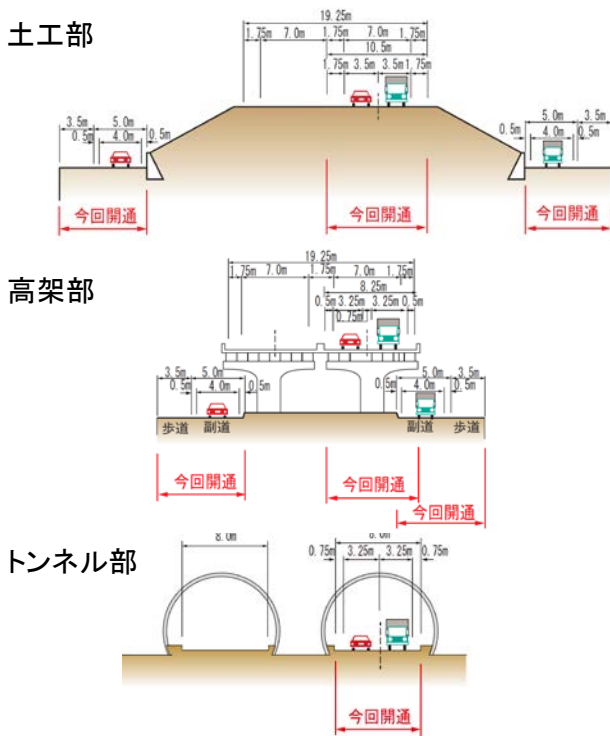 土工部
19.25m
1.75m 7.0m 1.75m 7.0m 1.75m
10.5m
1.75m 3.5m 3.5m 1.75m
3.5m 5.0m
0.5m 4.0m 0.5m
5.0m 3.5m
0.5m 4.0m 0.5m
今回開通 今回開通 今回開通
高架部
19.25m
1.75m 7.0m 1.75m 7.0m 1.75m
8.25m
0.5m 3.25m 3.25m 0.5m
0.75m
3.5m 5.0m 5.0m 3.5m
0.5m 4.0m 0.5m 0.5m 4.0m 0.5m
歩道 副道 副道 歩道
今回開通 今回開通
今回開通
トンネル部
8.0m 8.0m
0.75m 3.25m 3.25m 0.75m
今回開通